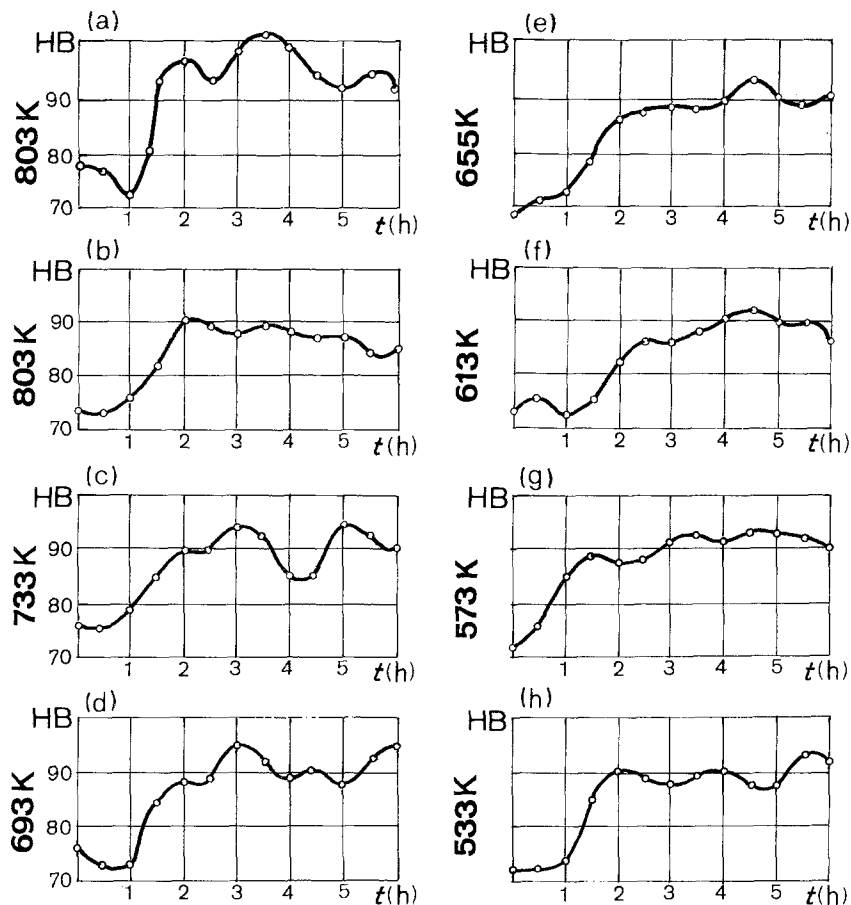 (a)
HB
90
80
70
803K
1 2 3 4 5 t(h)
(b)
HB
90
80
70
803K
1 2 3 4 5 t(h)
(c)
HB
90
80
70
733K
1 2 3 4 5 t(h)
(d)
HB
90
80
70
693K
1 2 3 4 5 t(h)
(e)
HB
655K
1 2 3 4 5 t(h)
(f)
HB
613K
1 2 3 4 5 t(h)
(g)
HB
573K
1 2 3 4 5 t(h)
(h)
HB
533K
1 2 3 4 5 t(h)